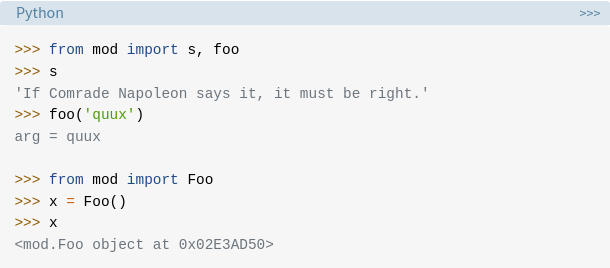 Python
>>>
>>> from mod import s, foo
>>> s
'If Comrade Napoleon says it, it must be right.'
>>> foo('quux')
arg = quux
>>> from mod import Foo
>>> x = Foo()
>>> x
<mod.Foo object at 0x02E3AD50>